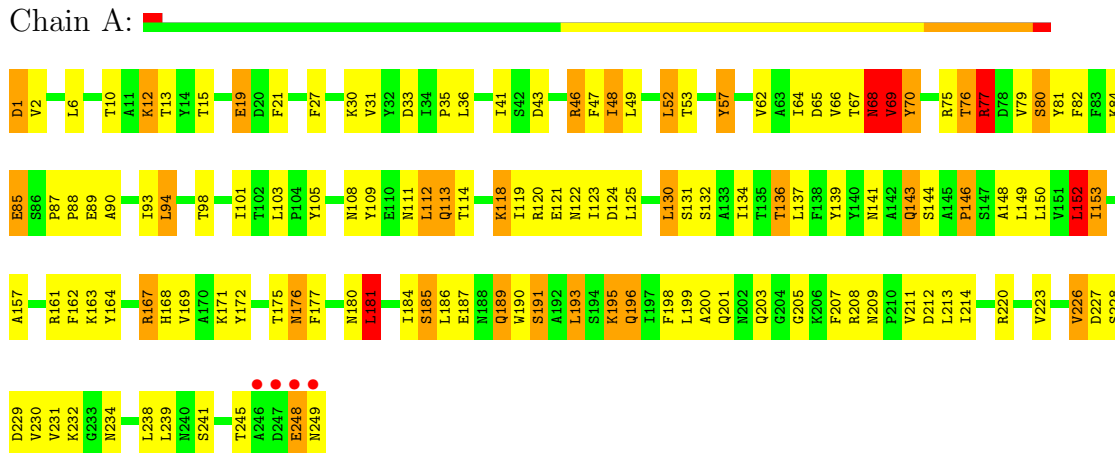 Chain A:
D1 V2 L6 T10 A11 K12 T13 Y14 T15 E19 D20 F21 F27 K30 V31 Y32 D33 I34 P35 L36 I41 S42 D43 R46 F47 I48 L49 L52 T53 Y57 V62 A63 I64 D65 V66 T67 N68 V69 Y70 R75 T76 R77 D78 V79 S80 Y81 F82 F83
E85 S86 P87 P88 E89 A90 I93 L94 T98 I101 T102 L103 P104 Y105 N108 Y109 E110 N111 L112 Q113 T114 K118 I119 R120 E121 N122 I123 D124 L125 L130 S131 S132 A133 I134 T135 T136 L137 F138 Y139 Y140 N141 A142 Q143 S144 A145 P146 S147 A148 L149 L150 V151 L152 I153
A157 R161 F162 K163 Y164 R167 H168 V169 A170 K171 Y172 T175 N176 F177 N180 L181 I184 S185 L186 E187 N188 Q189 W190 S191 A192 L193 S194 K195 Q196 I197 F198 L199 A200 Q201 N202 Q203 G204 G205 K206 F207 R208 N209 P210 V211 D212 L213 I214 R220 V223 V226 D227 S228
D229 V230 V231 K232 G233 N234 L238 L239 N240 S241 T245 A246 D247 E248 N249